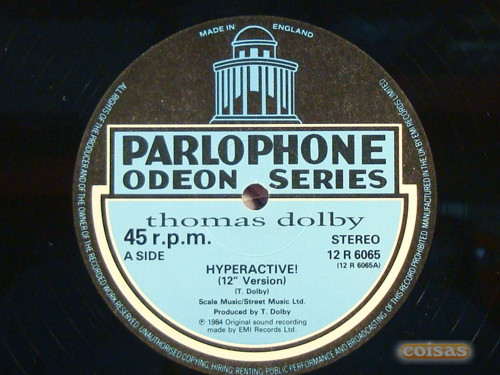 MADE IN ENGLAND
PARLOPHONE
ODEON SERIES
thomas dolby
45 r.p.m.
STEREO
A SIDE
12 R 6065
(12 R 6065A)
HYPERACTIVE!
(12" Version)
(T. Dolby)
Scale Music/Street Music Ltd.
Produced by T. Dolby
℗ 1984 Original sound recording
made by EMI Records Ltd.
ALL RIGHTS OF THE PRODUCER AND OF THE OWNER OF THE RECORDED WORK RESERVED. UNAUTHORISED COPYING, HIRING, RENTING, PUBLIC PERFORMANCE AND BROADCASTING OF THIS RECORD PROHIBITED. MANUFACTURED IN THE UK BY EMI RECORDS LIMITED
coisas